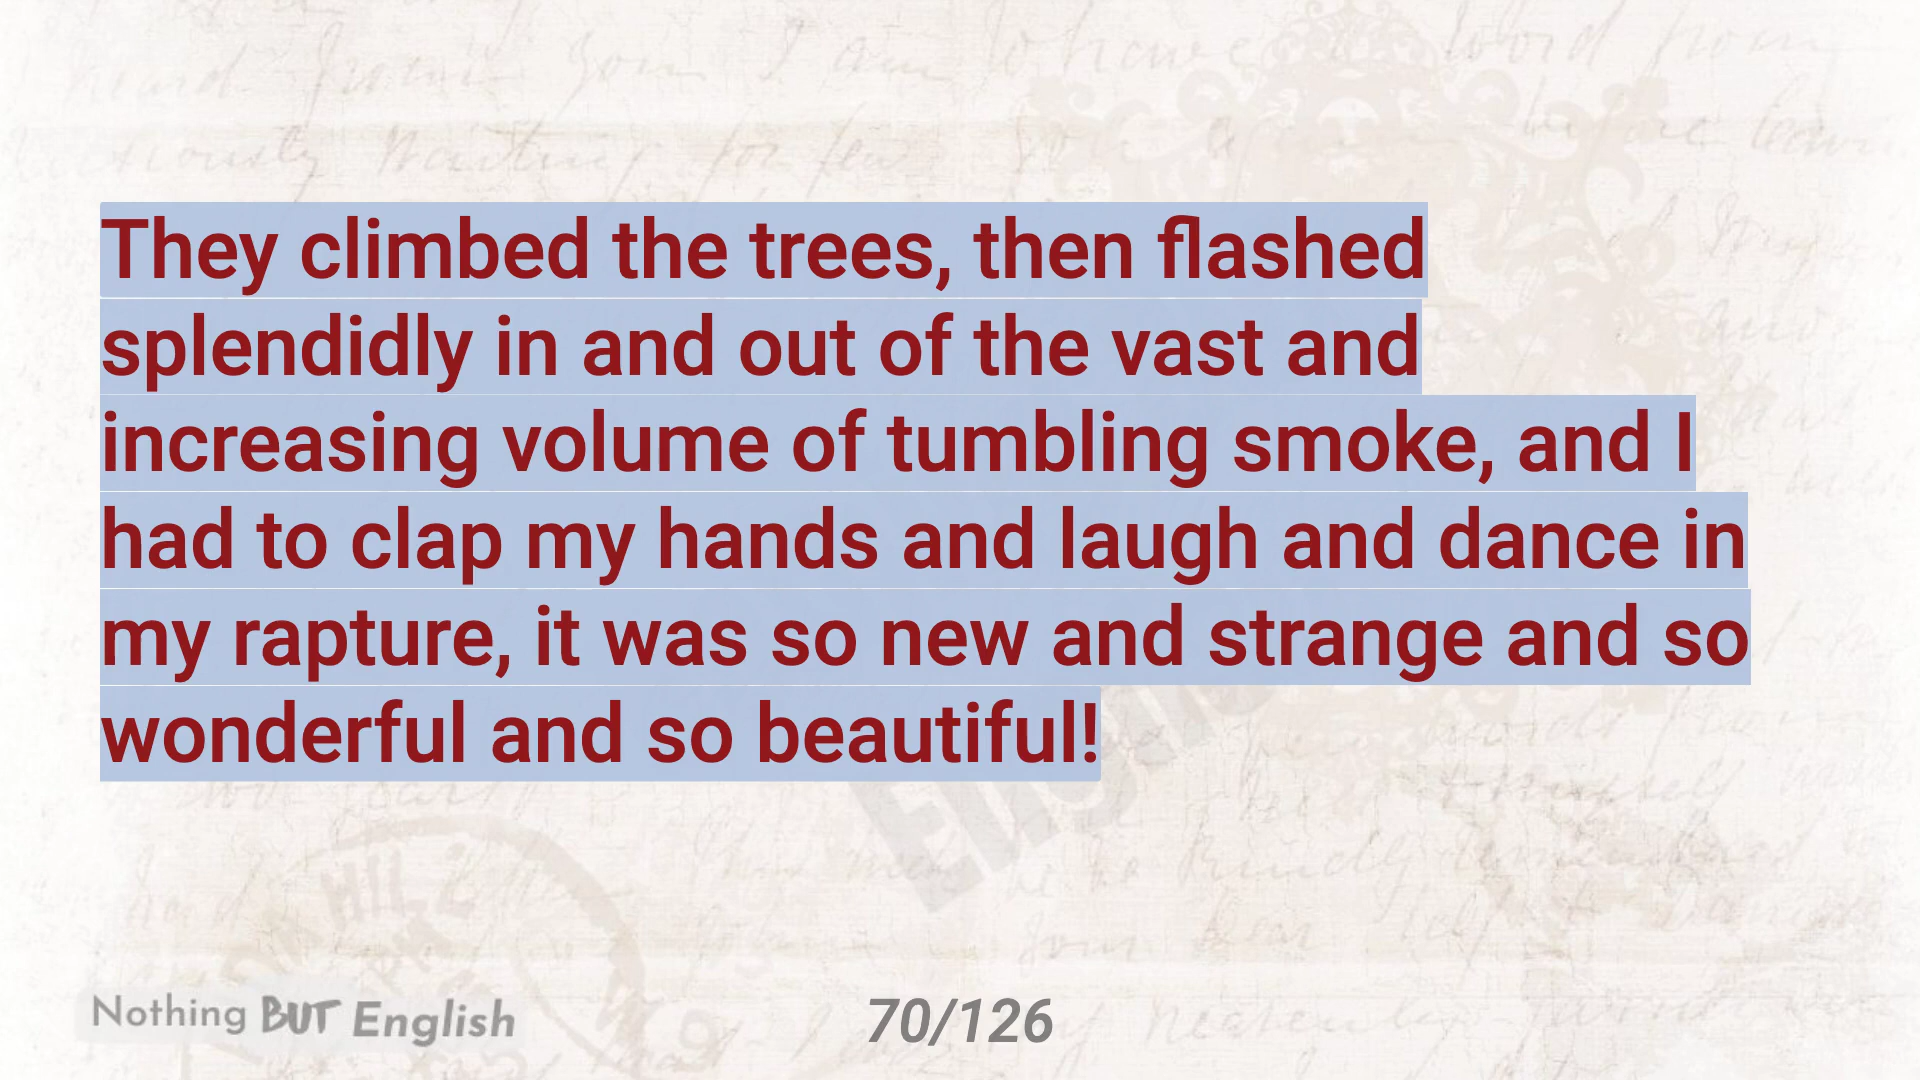 They climbed the trees, then flashed
splendidly in and out of the vast and
increasing volume of tumbling smoke, and I
had to clap my hands and laugh and dance in
my rapture, it was so new and strange and so
wonderful and so beautiful!
English
Nothing BUT English
70/126